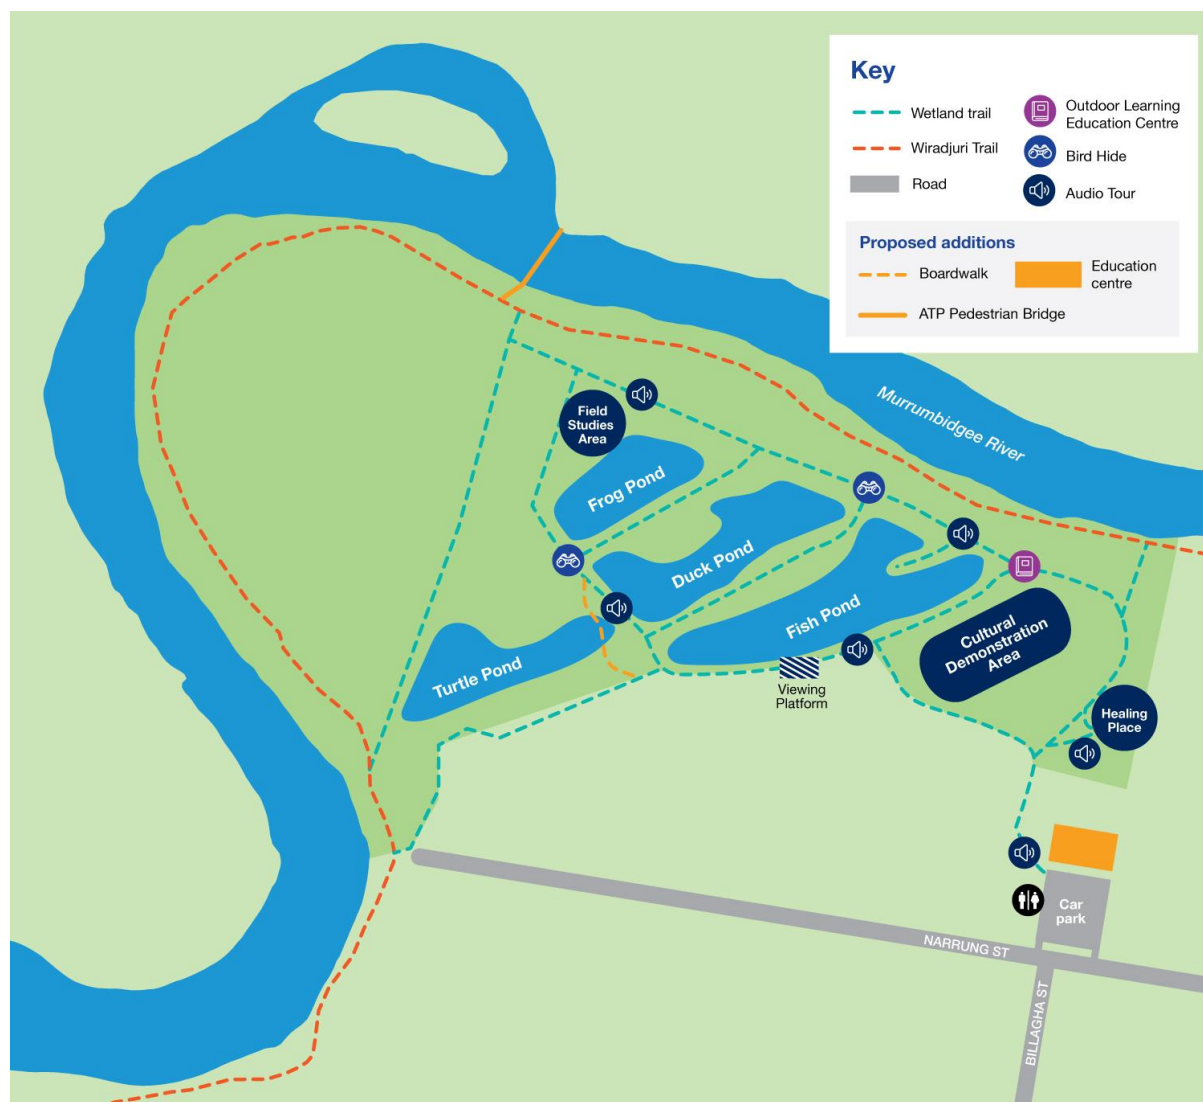 Key
Wetland trail
Wiradjuri Trail
Road
Outdoor Learning
Education Centre
Bird Hide
Audio Tour
Proposed additions
Boardwalk
Education
centre
ATP Pedestrian Bridge
Murrumbidgee River
Field
Studies
Area
Frog Pond
Duck Pond
Fish Pond
Turtle Pond
Viewing
Platform
Cultural
Demonstration
Area
Healing
Place
Car
park
NARRUNG ST
BILLAGHA ST